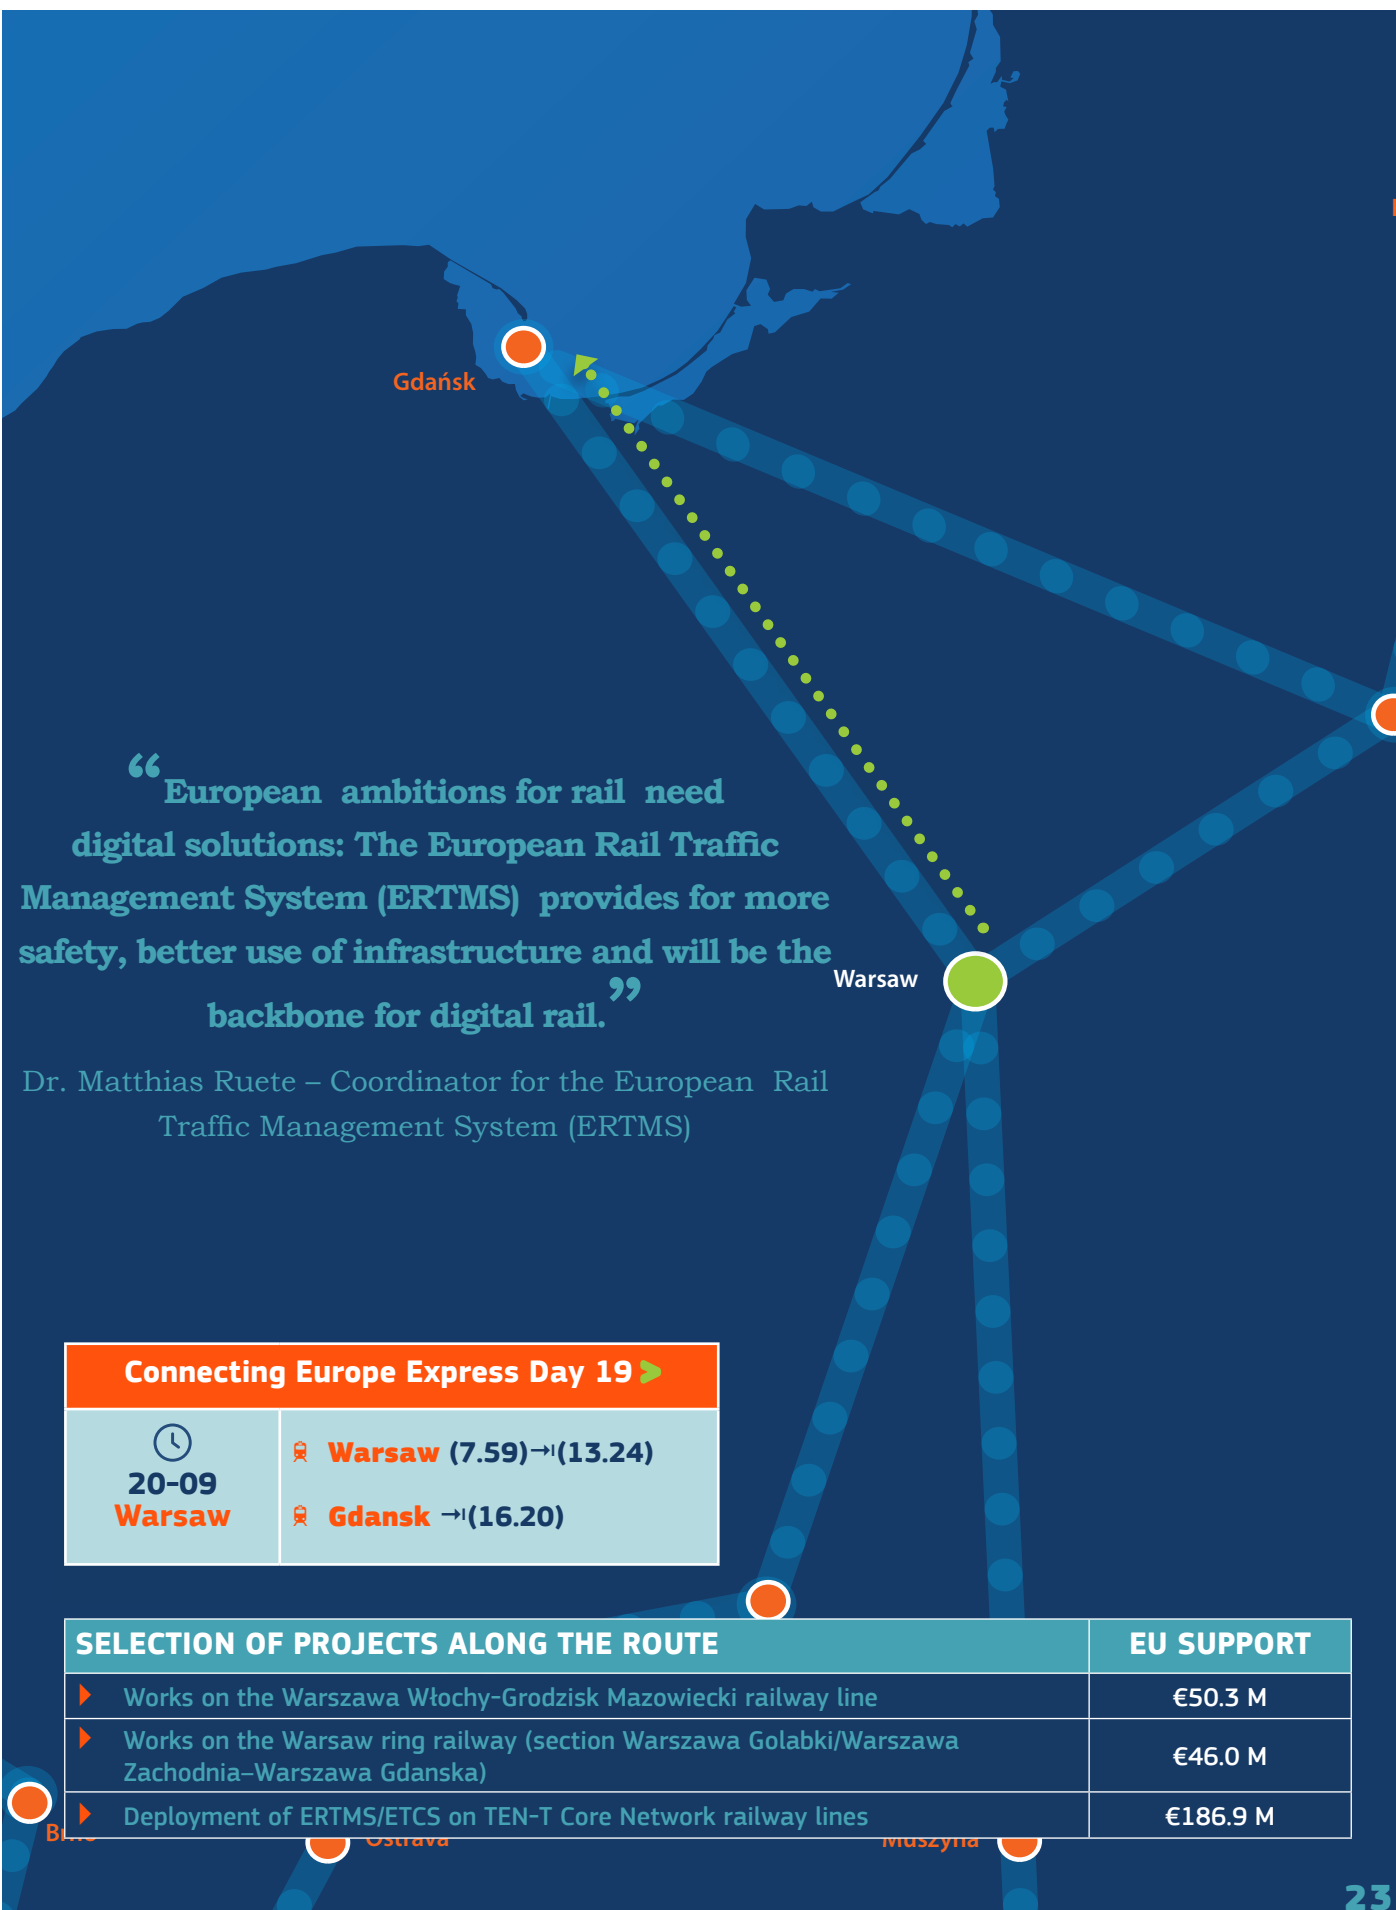 Gdańsk
“European ambitions for rail need
digital solutions: The European Rail Traffic
Management System (ERTMS) provides for more
safety, better use of infrastructure and will be the
backbone for digital rail.”
Warsaw
Dr. Matthias Ruete – Coordinator for the European Rail
Traffic Management System (ERTMS)
Connecting Europe Express Day 19 >
20-09
Warsaw
Warsaw (7.59)→(13.24)
Gdansk →(16.20)
SELECTION OF PROJECTS ALONG THE ROUTE
EU SUPPORT
Works on the Warszawa Włochy-Grodzisk Mazowiecki railway line
€50.3 M
Works on the Warsaw ring railway (section Warszawa Golabki/Warszawa
Zachodnia–Warszawa Gdanska)
€46.0 M
Deployment of ERTMS/ETCS on TEN-T Core Network railway lines
€186.9 M
Ostrava
Muszyna
23